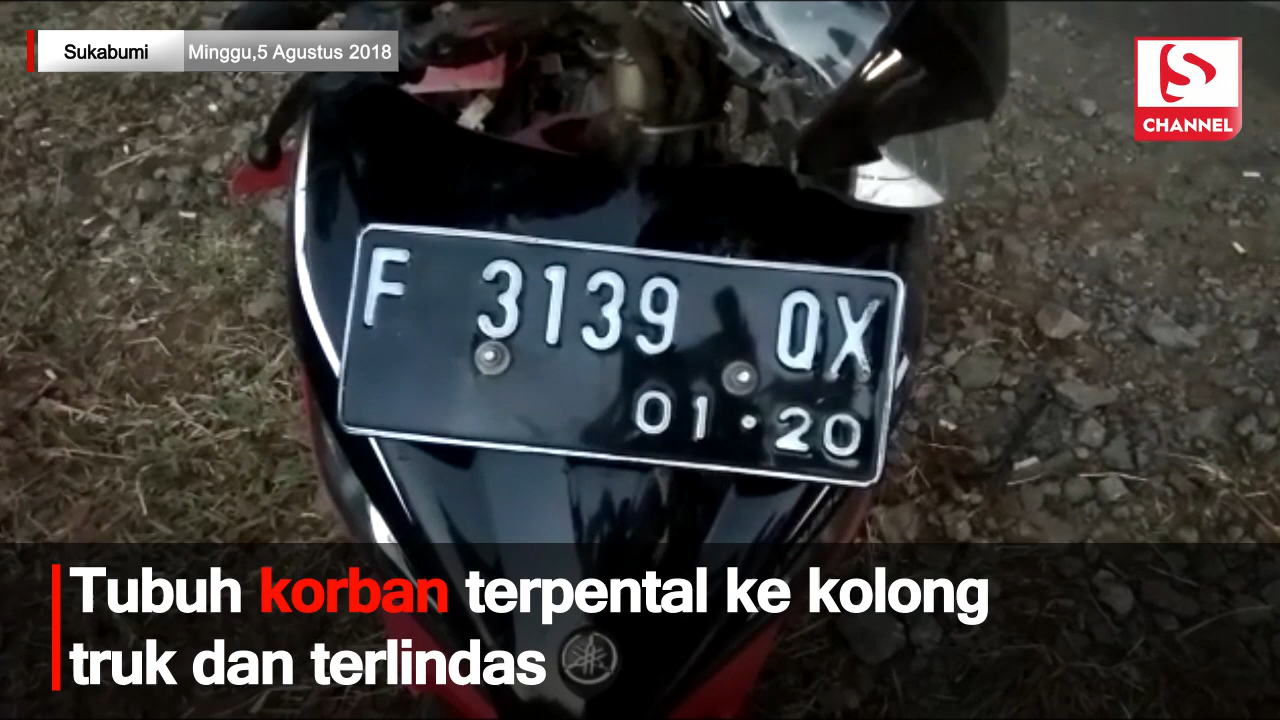 Sukabumi
Minggu,5 Agustus 2018
S
CHANNEL
F 3139 QX
01·20
Tubuh korban terpental ke kolong
truk dan terlindas